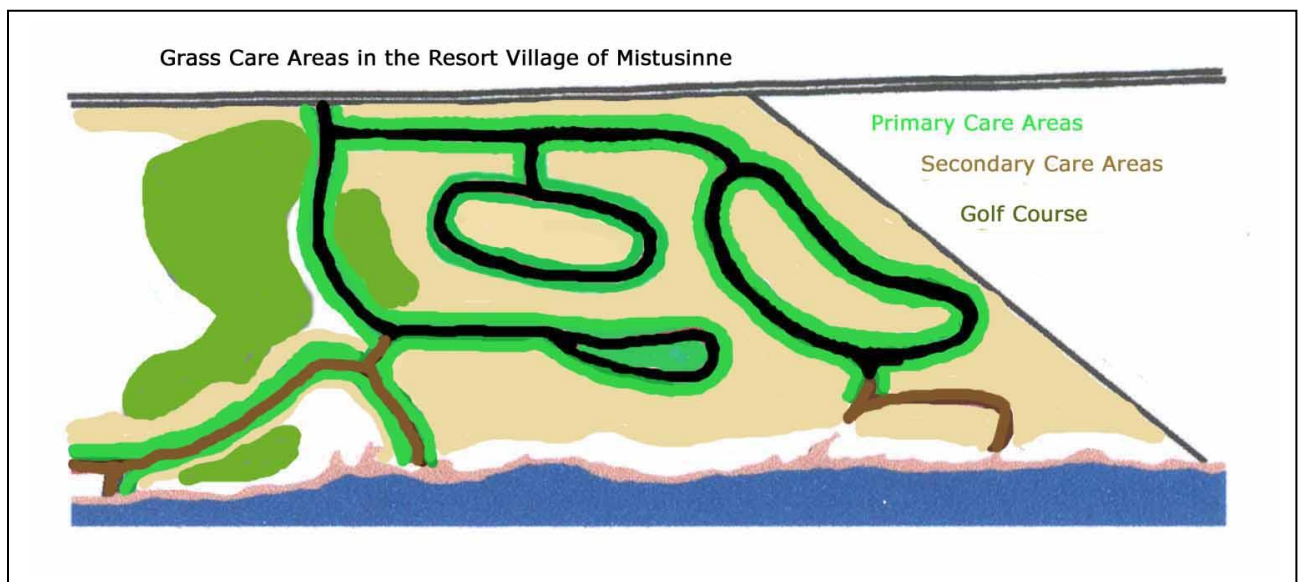 Grass Care Areas in the Resort Village of Mistusinne
Primary Care Areas
Secondary Care Areas
Golf Course